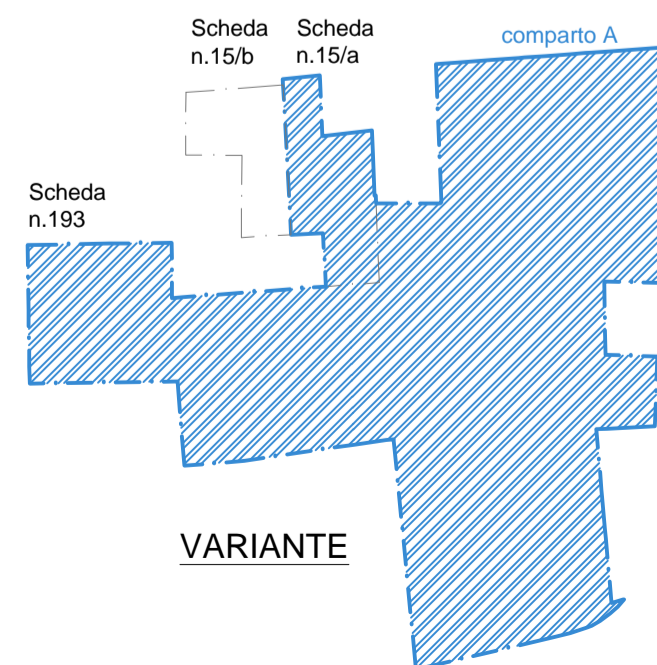 Scheda
n.15/b
Scheda
n.15/a
comparto A
Scheda
n.193
VARIANTE